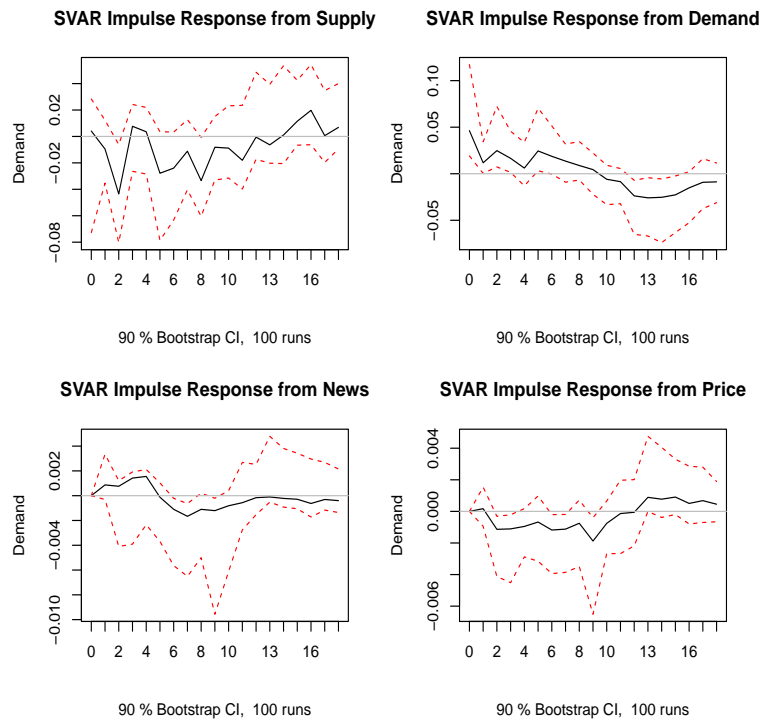 SVAR Impulse Response from Supply
Demand
0.02
−0.02
−0.08
0 2 4 6 8 10 13 16
90 % Bootstrap CI, 100 runs
SVAR Impulse Response from Demand
Demand
0.10
0.05
−0.05
0 2 4 6 8 10 13 16
90 % Bootstrap CI, 100 runs
SVAR Impulse Response from News
Demand
0.002
−0.004
−0.010
0 2 4 6 8 10 13 16
90 % Bootstrap CI, 100 runs
SVAR Impulse Response from Price
Demand
0.004
0.000
−0.006
0 2 4 6 8 10 13 16
90 % Bootstrap CI, 100 runs